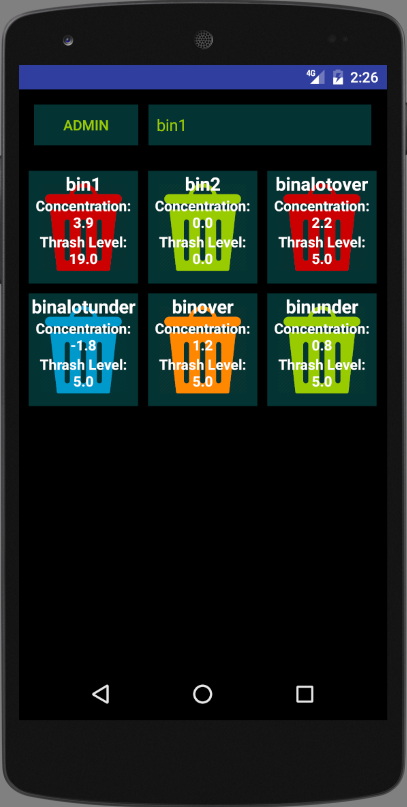 4G 2:26
ADMIN bin1
bin1 bin2 binalotover
Concentration: Concentration: Concentration:
3.9 0.0 2.2
Thrash Level: Thrash Level: Thrash Level:
19.0 0.0 5.0
binalotunder binover binunder
Concentration: Concentration: Concentration:
-1.8 1.2 0.8
Thrash Level: Thrash Level: Thrash Level:
5.0 5.0 5.0